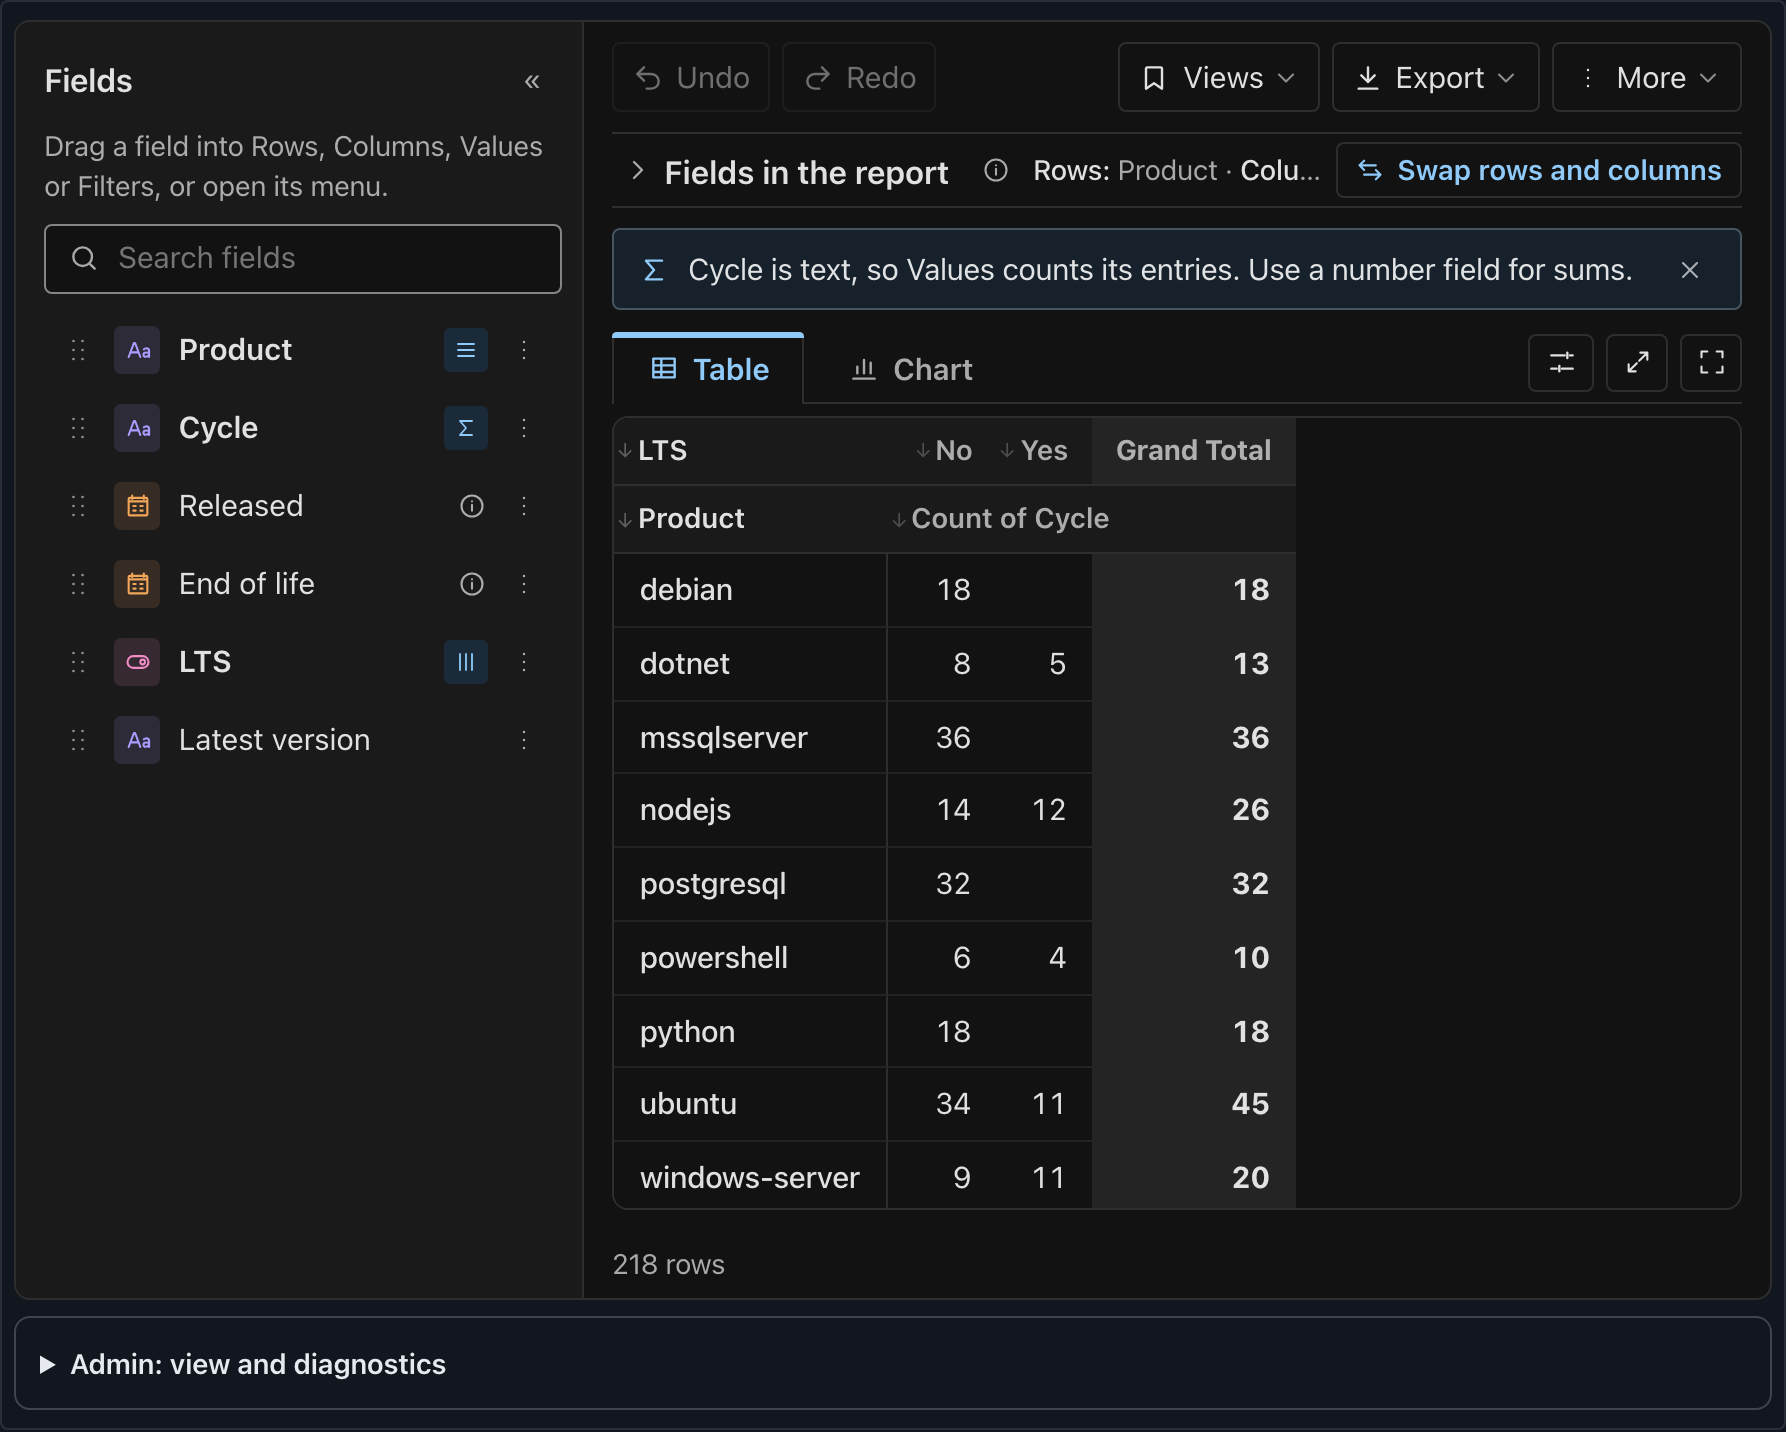 Fields
«
Drag a field into Rows, Columns, Values
or Filters, or open its menu.
Search fields
Aa Product
Aa Cycle Σ
Released
End of life
LTS
Aa Latest version
Undo Redo Views Export More
Fields in the report Rows: Product · Colu... Swap rows and columns
Σ Cycle is text, so Values counts its entries. Use a number field for sums.
Table Chart
LTS No Yes Grand Total
Product Count of Cycle
debian 18 18
dotnet 8 5 13
mssqlserver 36 36
nodejs 14 12 26
postgresql 32 32
powershell 6 4 10
python 18 18
ubuntu 34 11 45
windows-server 9 11 20
218 rows
Admin: view and diagnostics